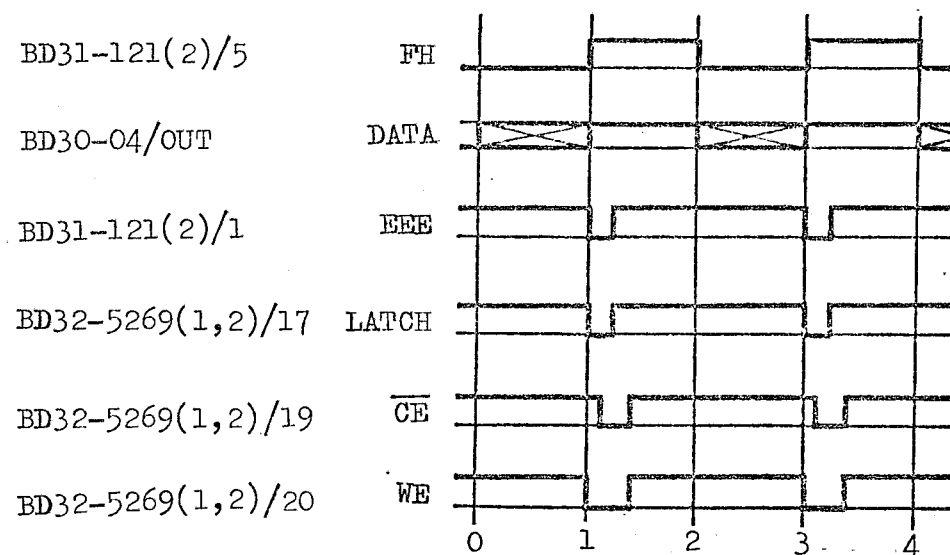 BD31-121(2)/5 FH
BD30-04/OUT DATA
BD31-121(2)/1 EEE
BD32-5269(1,2)/17 LATCH
BD32-5269(1,2)/19 CE
BD32-5269(1,2)/20 WE
0 1 2 3 4